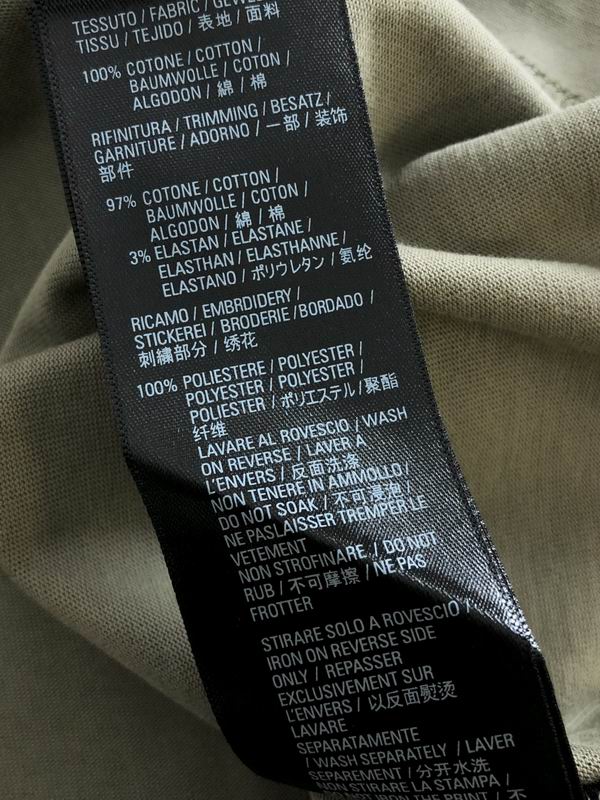 TESSUTO / FABRIC / GEWEBE
TISSU / TEJIDO / 表地 / 面料
100% COTONE / COTTON /
BAUMWOLLE / COTON /
ALGODON / 綿 / 棉
RIFINITURA / TRIMMING / BESATZ /
GARNITURE / ADORNO / 一部 / 装饰
部件
97% COTONE / COTTON /
BAUMWOLLE / COTON /
ALGODON / 綿 / 棉
3% ELASTAN / ELASTANE /
ELASTHAN / ELASTHANNE /
ELASTANO / ポリウレタン / 氨纶
RICAMO / EMBRDIDERY /
STICKEREI / BRODERIE / BORDADO /
刺繍部分 / 绣花
100% POLIESTERE / POLYESTER /
POLYESTER / POLYESTER /
POLIESTER / ポリエステル / 聚酯
纤维
LAVARE AL ROVESCIO / WASH
ON REVERSE / LAVER A
L'ENVERS / 反面洗涤
NON TENERE IN AMMOLLO /
DO NOT SOAK / 不可浸泡
NE PASLAISSER TREMPER LE
VETEMENT
NON STROFINARE / DO NOT
RUB / 不可摩擦 / NE PAS
FROTTER
STIRARE SOLO A ROVESCIO /
IRON ON REVERSE SIDE
ONLY / REPASSER
EXCLUSIVEMENT SUR
L'ENVERS / 以反面熨烫
LAVARE
SEPARATAMENTE
/ WASH SEPARATELY / LAVER
SEPAREMENT / 分开水洗
NON STIRARE LA STAMPA /
NOT IRON THE PRINT / 不